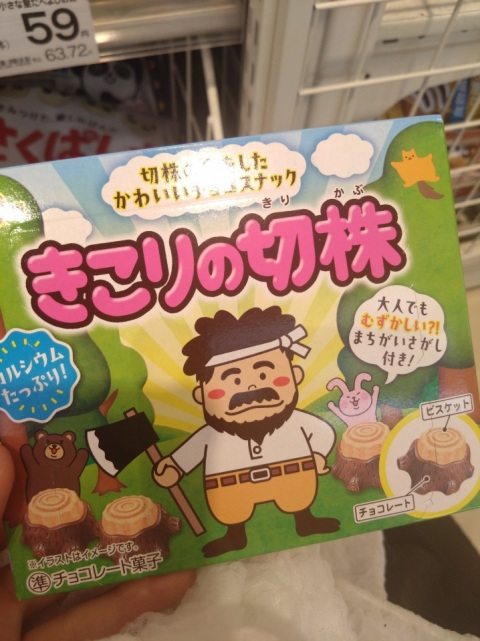 59
円
63.72
さくぱ
切株
した
かわいい
スナック
きり
かぶ
きこりの切株
カルシウム
たっぷり!
大人でも
むずかしい?!
まちがいさがし
付き!
ビスケット
チョコレート
※イラストはイメージです。
準チョコレート菓子